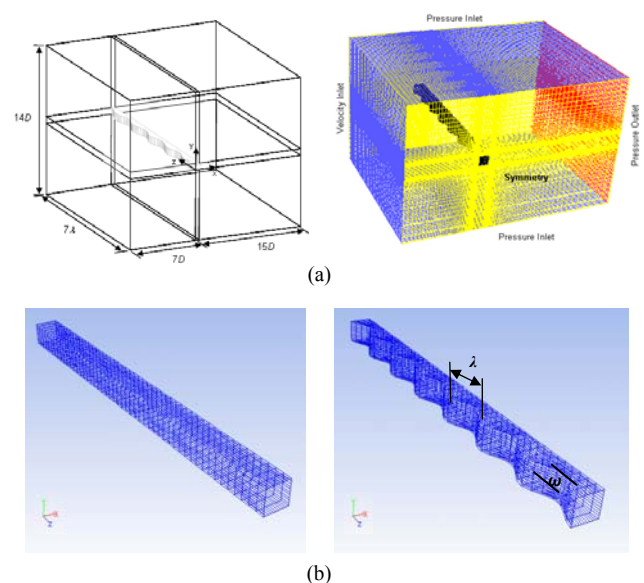 Pressure Inlet
14D
Velocity Inlet
Pressure Outlet
Y
Z
X
Symmetry
7λ
7D
15D
Pressure Inlet
(a)
λ
ω
Y
X
Z
Y
X
Z
(b)